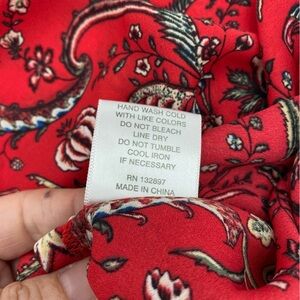 HAND WASH COLD
WITH LIKE COLORS
DO NOT BLEACH
LINE DRY
DO NOT TUMBLE
COOL IRON
IF NECESSARY
RN 132897
MADE IN CHINA